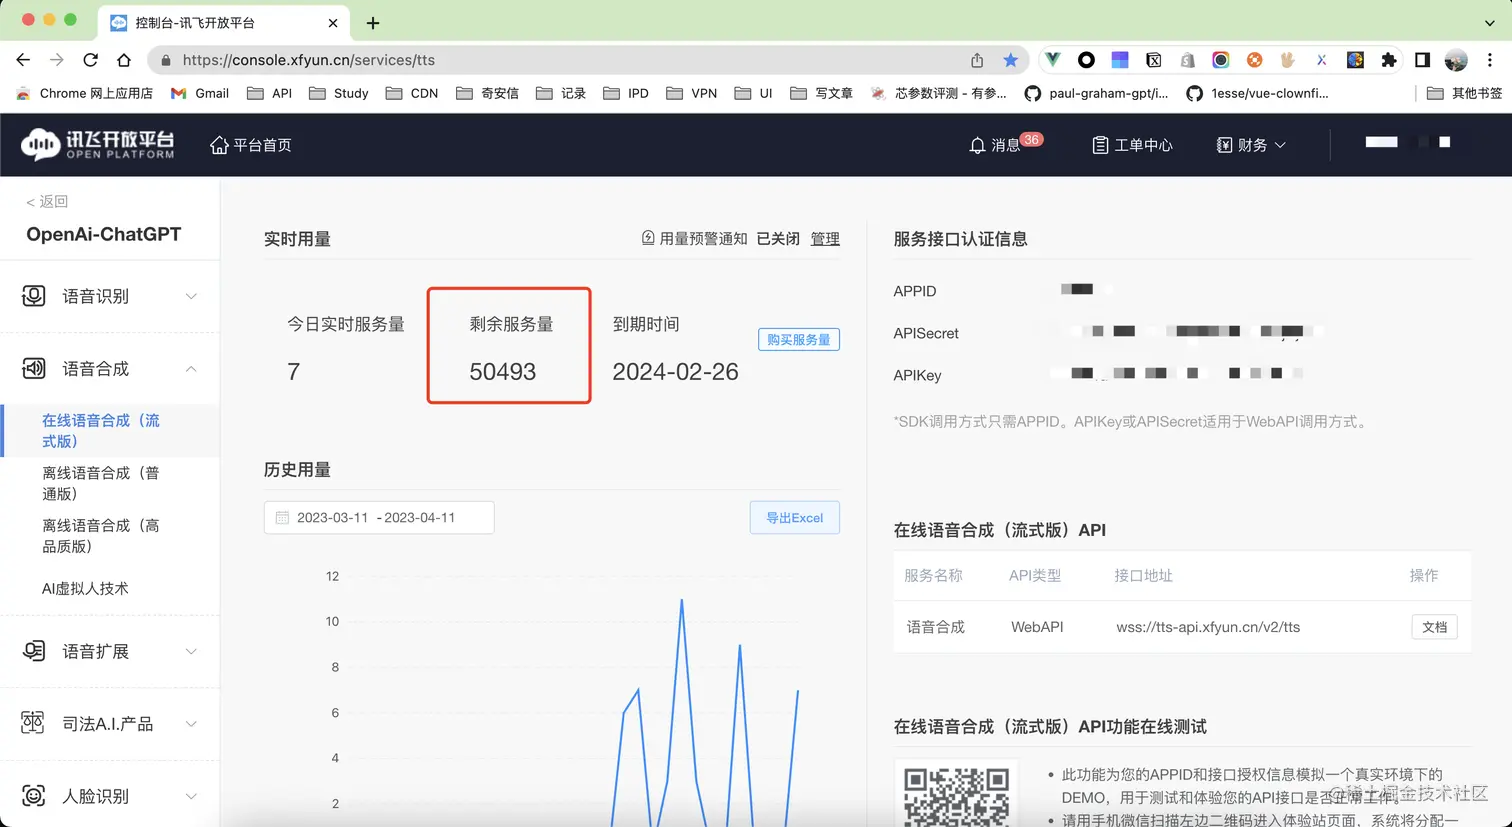 控制台-讯飞开放平台
https://console.xfyun.cn/services/tts
Chrome 网上应用店 Gmail API Study CDN 奇安信 记录 IPD VPN UI 写文章 芯参数评测 - 有参... paul-graham-gpt/i... 1esse/vue-clownfi... 其他书签
讯飞开放平台
OPEN PLATFORM
平台首页 消息 36 工单中心 财务
< 返回
OpenAi-ChatGPT
语音识别
语音合成
在线语音合成（流
式版）
离线语音合成（普
通版）
离线语音合成（高
品质版）
AI虚拟人技术
语音扩展
司法A.I.产品
人脸识别
实时用量 用量预警通知 已关闭 管理
今日实时服务量 剩余服务量 到期时间 购买服务量
7 50493 2024-02-26
历史用量
2023-03-11 - 2023-04-11 导出Excel
12
10
8
6
4
2
服务接口认证信息
APPID
APISecret
APIKey
*SDK调用方式只需APPID。APIKey或APISecret适用于WebAPI调用方式。
在线语音合成（流式版）API
服务名称 API类型 接口地址 操作
语音合成 WebAPI wss://tts-api.xfyun.cn/v2/tts 文档
在线语音合成（流式版）API功能在线测试
• 此功能为您的APPID和接口授权信息模拟一个真实环境下的
DEMO，用于测试和体验您的API接口是否正常工作。
• 请用手机微信扫描左边二维码进入体验站页面，系统将分配一
@稀土掘金技术社区